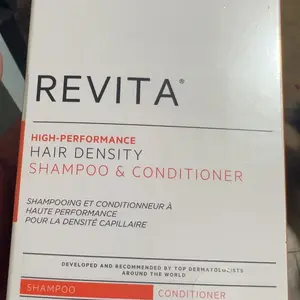 REVITA®
HIGH-PERFORMANCE
HAIR DENSITY
SHAMPOO & CONDITIONER
SHAMPOOING ET CONDITIONNEUR À
HAUTE PERFORMANCE
POUR LA DENSITÉ CAPILLAIRE
DEVELOPED AND RECOMMENDED BY TOP DERMATOLOGISTS
AROUND THE WORLD
SHAMPOO
CONDITIONER